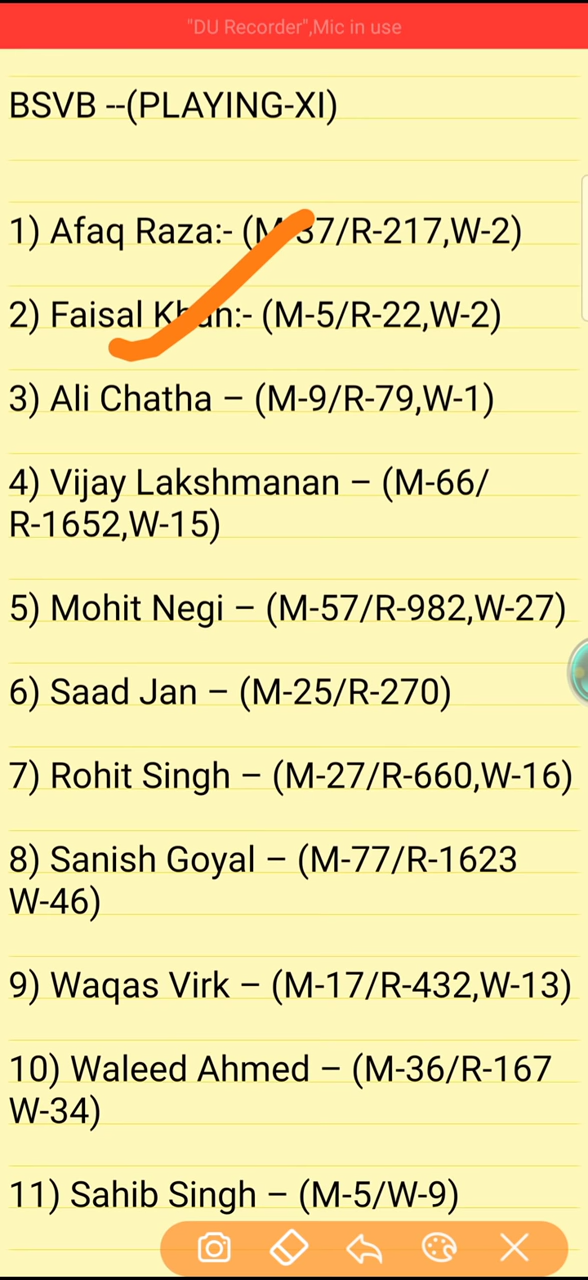 "DU Recorder",Mic in use
BSVB --(PLAYING-XI)
1) Afaq Raza:- (M-37/R-217,W-2)
2) Faisal Khan:- (M-5/R-22,W-2)
3) Ali Chatha – (M-9/R-79,W-1)
4) Vijay Lakshmanan – (M-66/
R-1652,W-15)
5) Mohit Negi – (M-57/R-982,W-27)
6) Saad Jan – (M-25/R-270)
7) Rohit Singh – (M-27/R-660,W-16)
8) Sanish Goyal – (M-77/R-1623
W-46)
9) Waqas Virk – (M-17/R-432,W-13)
10) Waleed Ahmed – (M-36/R-167
W-34)
11) Sahib Singh – (M-5/W-9)